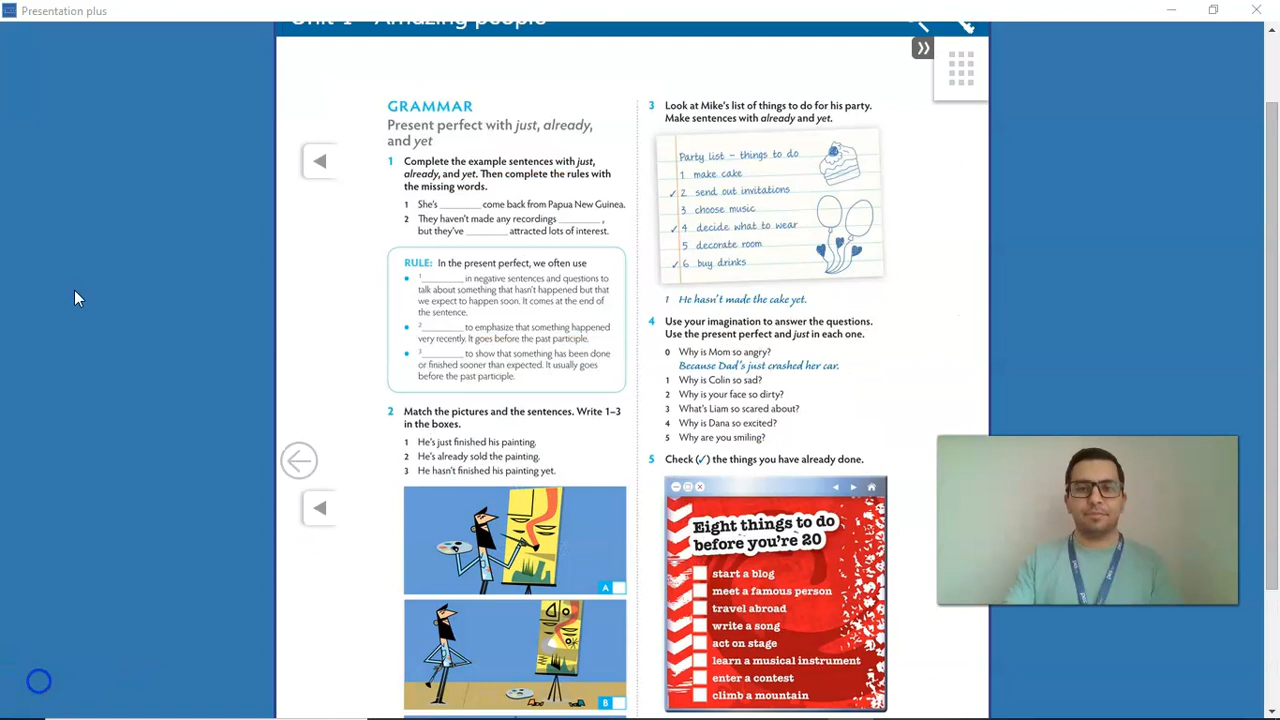 Presentation plus
Unit 1 Amazing people
GRAMMAR
Present perfect with just, already,
and yet
1 Complete the example sentences with just,
already, and yet. Then complete the rules with
the missing words.
1 She's ________ come back from Papua New Guinea.
2 They haven't made any recordings ________ ,
but they've ________ attracted lots of interest.
RULE: In the present perfect, we often use
• 1________ in negative sentences and questions to
talk about something that hasn't happened but that
we expect to happen soon. It comes at the end of
the sentence.
• 2________ to emphasize that something happened
very recently. It goes before the past participle.
• 3________ to show that something has been done
or finished sooner than expected. It usually goes
before the past participle.
2 Match the pictures and the sentences. Write 1–3
in the boxes.
1 He's just finished his painting.
2 He's already sold the painting.
3 He hasn't finished his painting yet.
A
B
3 Look at Mike's list of things to do for his party.
Make sentences with already and yet.
Party list – things to do
1 make cake
✓ 2 send out invitations
3 choose music
✓ 4 decide what to wear
5 decorate room
✓ 6 buy drinks
1 He hasn't made the cake yet.
4 Use your imagination to answer the questions.
Use the present perfect and just in each one.
0 Why is Mom so angry?
Because Dad's just crashed her car.
1 Why is Colin so sad?
2 Why is your face so dirty?
3 What's Liam so scared about?
4 Why is Dana so excited?
5 Why are you smiling?
5 Check (✓) the things you have already done.
Eight things to do
before you're 20
start a blog
meet a famous person
travel abroad
write a song
act on stage
learn a musical instrument
enter a contest
climb a mountain